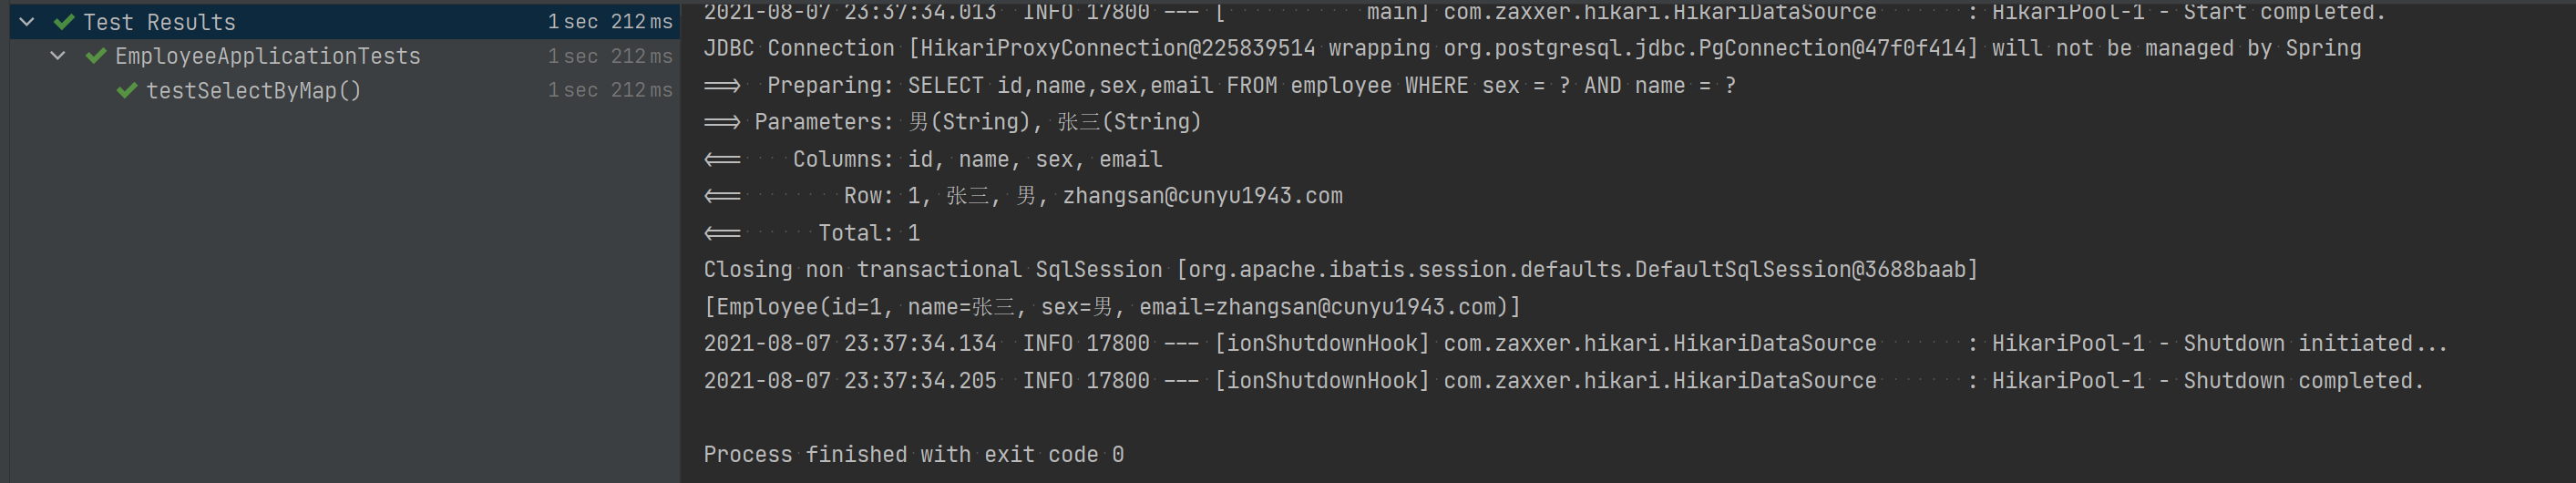 Test Results 1 sec 212 ms
EmployeeApplicationTests 1 sec 212 ms
testSelectByMap() 1 sec 212 ms
2021-08-07 23:37:34.013  INFO 17800 --- [           main] com.zaxxer.hikari.HikariDataSource       : HikariPool-1 - Start completed.
JDBC Connection [HikariProxyConnection@225839514 wrapping org.postgresql.jdbc.PgConnection@47f0f414] will not be managed by Spring
==>  Preparing: SELECT id,name,sex,email FROM employee WHERE sex = ? AND name = ?
==> Parameters: 男(String), 张三(String)
<==    Columns: id, name, sex, email
<==        Row: 1, 张三, 男, zhangsan@cunyu1943.com
<==      Total: 1
Closing non transactional SqlSession [org.apache.ibatis.session.defaults.DefaultSqlSession@3688baab]
[Employee(id=1, name=张三, sex=男, email=zhangsan@cunyu1943.com)]
2021-08-07 23:37:34.134  INFO 17800 --- [ionShutdownHook] com.zaxxer.hikari.HikariDataSource       : HikariPool-1 - Shutdown initiated...
2021-08-07 23:37:34.205  INFO 17800 --- [ionShutdownHook] com.zaxxer.hikari.HikariDataSource       : HikariPool-1 - Shutdown completed.
Process finished with exit code 0